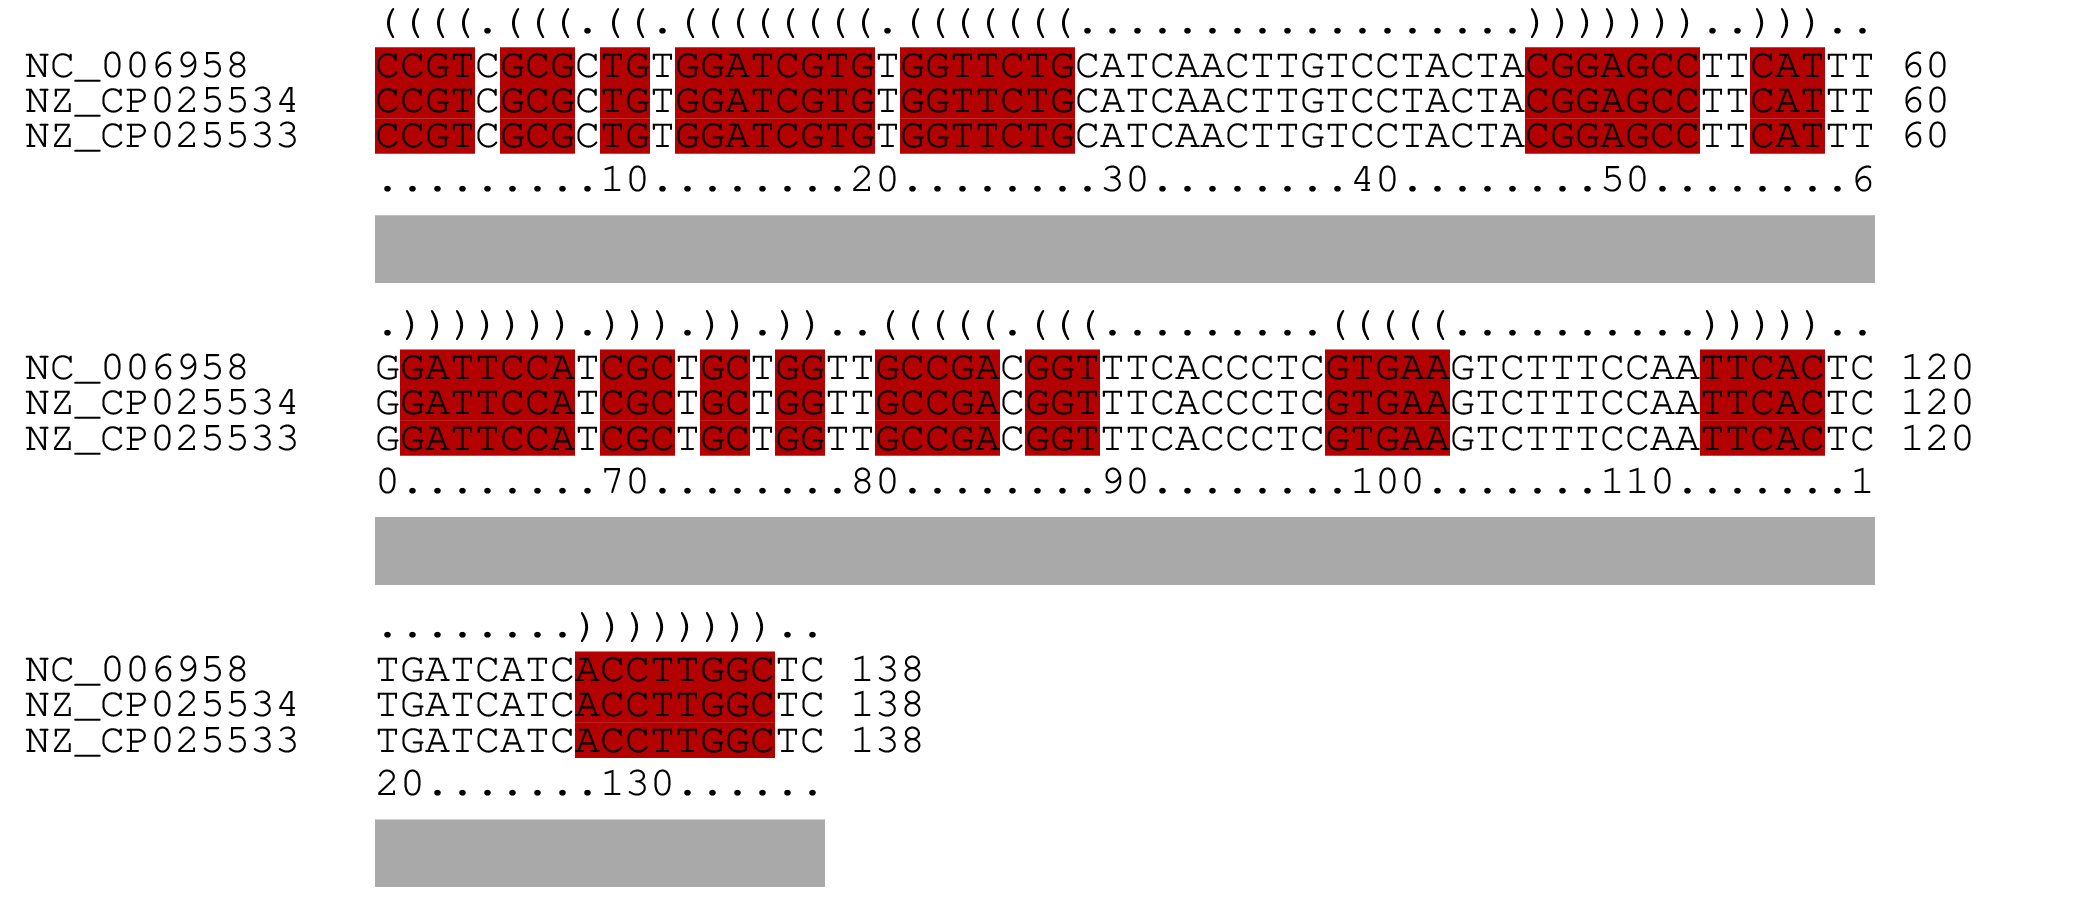 ((((.(((.((.((((((((.(((((((..................)))))))..)))..
NC_006958 CCGTCGCGCTGTGGATCGTGTGGTTCTGCATCAACTTGTCCTACTACGGAGCCTTCATTT 60
NZ_CP025534 CCGTCGCGCTGTGGATCGTGTGGTTCTGCATCAACTTGTCCTACTACGGAGCCTTCATTT 60
NZ_CP025533 CCGTCGCGCTGTGGATCGTGTGGTTCTGCATCAACTTGTCCTACTACGGAGCCTTCATTT 60
.........10........20........30........40........50........6
.))))))).))).)).))..(((((.(((.........(((((..........)))))..
NC_006958 GGATTCCATCGCTGCTGGTTGCCGACGGTTTCACCCTCGTGAAGTCTTTCCAATTCACTC 120
NZ_CP025534 GGATTCCATCGCTGCTGGTTGCCGACGGTTTCACCCTCGTGAAGTCTTTCCAATTCACTC 120
NZ_CP025533 GGATTCCATCGCTGCTGGTTGCCGACGGTTTCACCCTCGTGAAGTCTTTCCAATTCACTC 120
0........70........80........90........100.......110.......1
........))))))))..
NC_006958 TGATCATCACCTTGGCTC 138
NZ_CP025534 TGATCATCACCTTGGCTC 138
NZ_CP025533 TGATCATCACCTTGGCTC 138
20.......130......